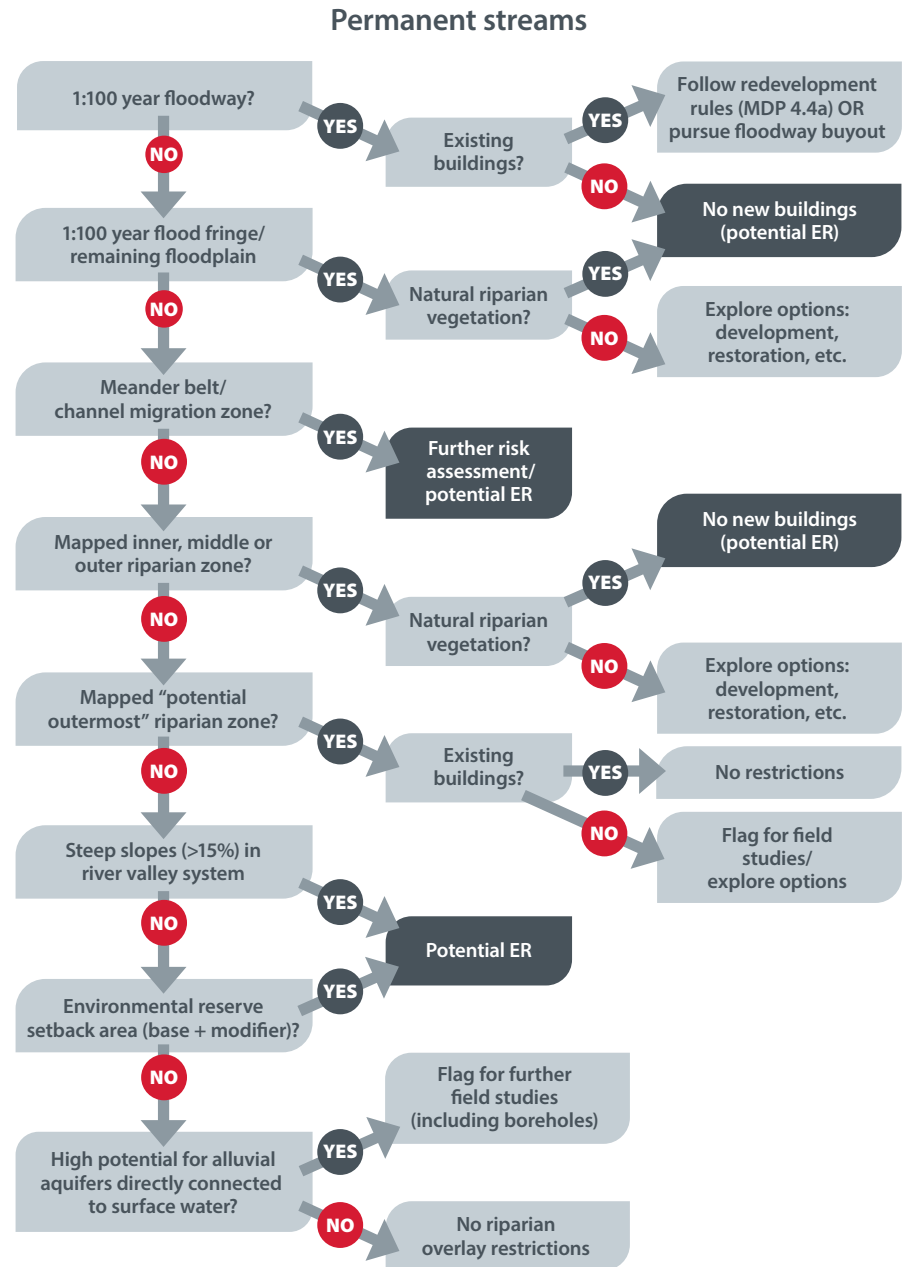 Permanent streams
1:100 year floodway?
YES
NO
Existing
buildings?
YES
Follow redevelopment
rules (MDP 4.4a) OR
pursue floodway buyout
NO
No new buildings
(potential ER)
1:100 year flood fringe/
remaining floodplain
YES
NO
Natural riparian
vegetation?
YES
NO
Explore options:
development,
restoration, etc.
Meander belt/
channel migration zone?
YES
NO
Further risk
assessment/
potential ER
Mapped inner, middle or
outer riparian zone?
YES
NO
Natural riparian
vegetation?
YES
No new buildings
(potential ER)
NO
Explore options:
development,
restoration, etc.
Mapped “potential
outermost” riparian zone?
YES
NO
Existing
buildings?
YES
No restrictions
NO
Flag for field
studies/
explore options
Steep slopes (>15%) in
river valley system
YES
NO
Potential ER
Environmental reserve
setback area (base + modifier)?
YES
NO
High potential for alluvial
aquifers directly connected
to surface water?
YES
Flag for further
field studies
(including boreholes)
NO
No riparian
overlay restrictions